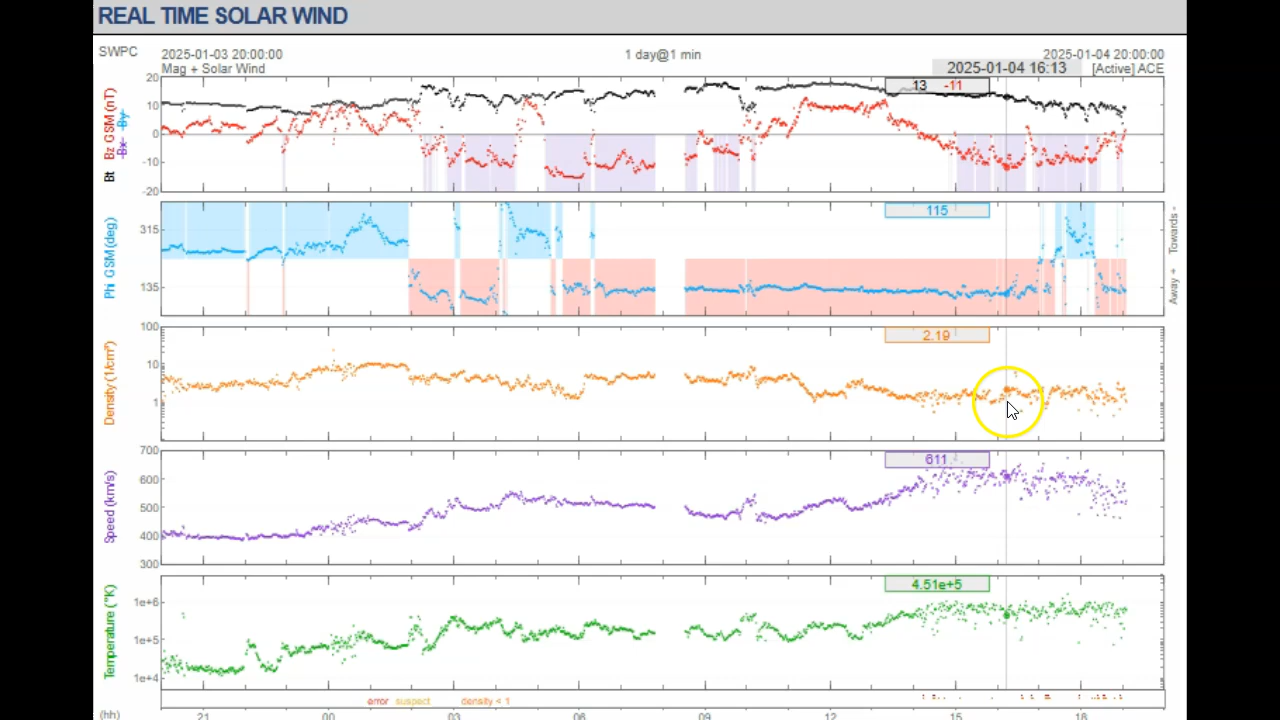 REAL TIME SOLAR WIND
SWPC
2025-01-03 20:00:00
1 day@1 min
2025-01-04 20:00:00
Mag + Solar Wind
2025-01-04 16:13
[Active] ACE
Bt Bz GSM (nT)
-Bx- -By-
20
10
0
-10
-20
13 -11
Phi GSM (deg)
315
135
115
Towards -
Away +
Density (1/cm³)
100
10
1
2.19
Speed (km/s)
700
600
500
400
300
611
Temperature (°K)
1e+6
1e+5
1e+4
4.51e+5
error suspect density < 1
(hh) 21 00 03 06 09 12 15 18